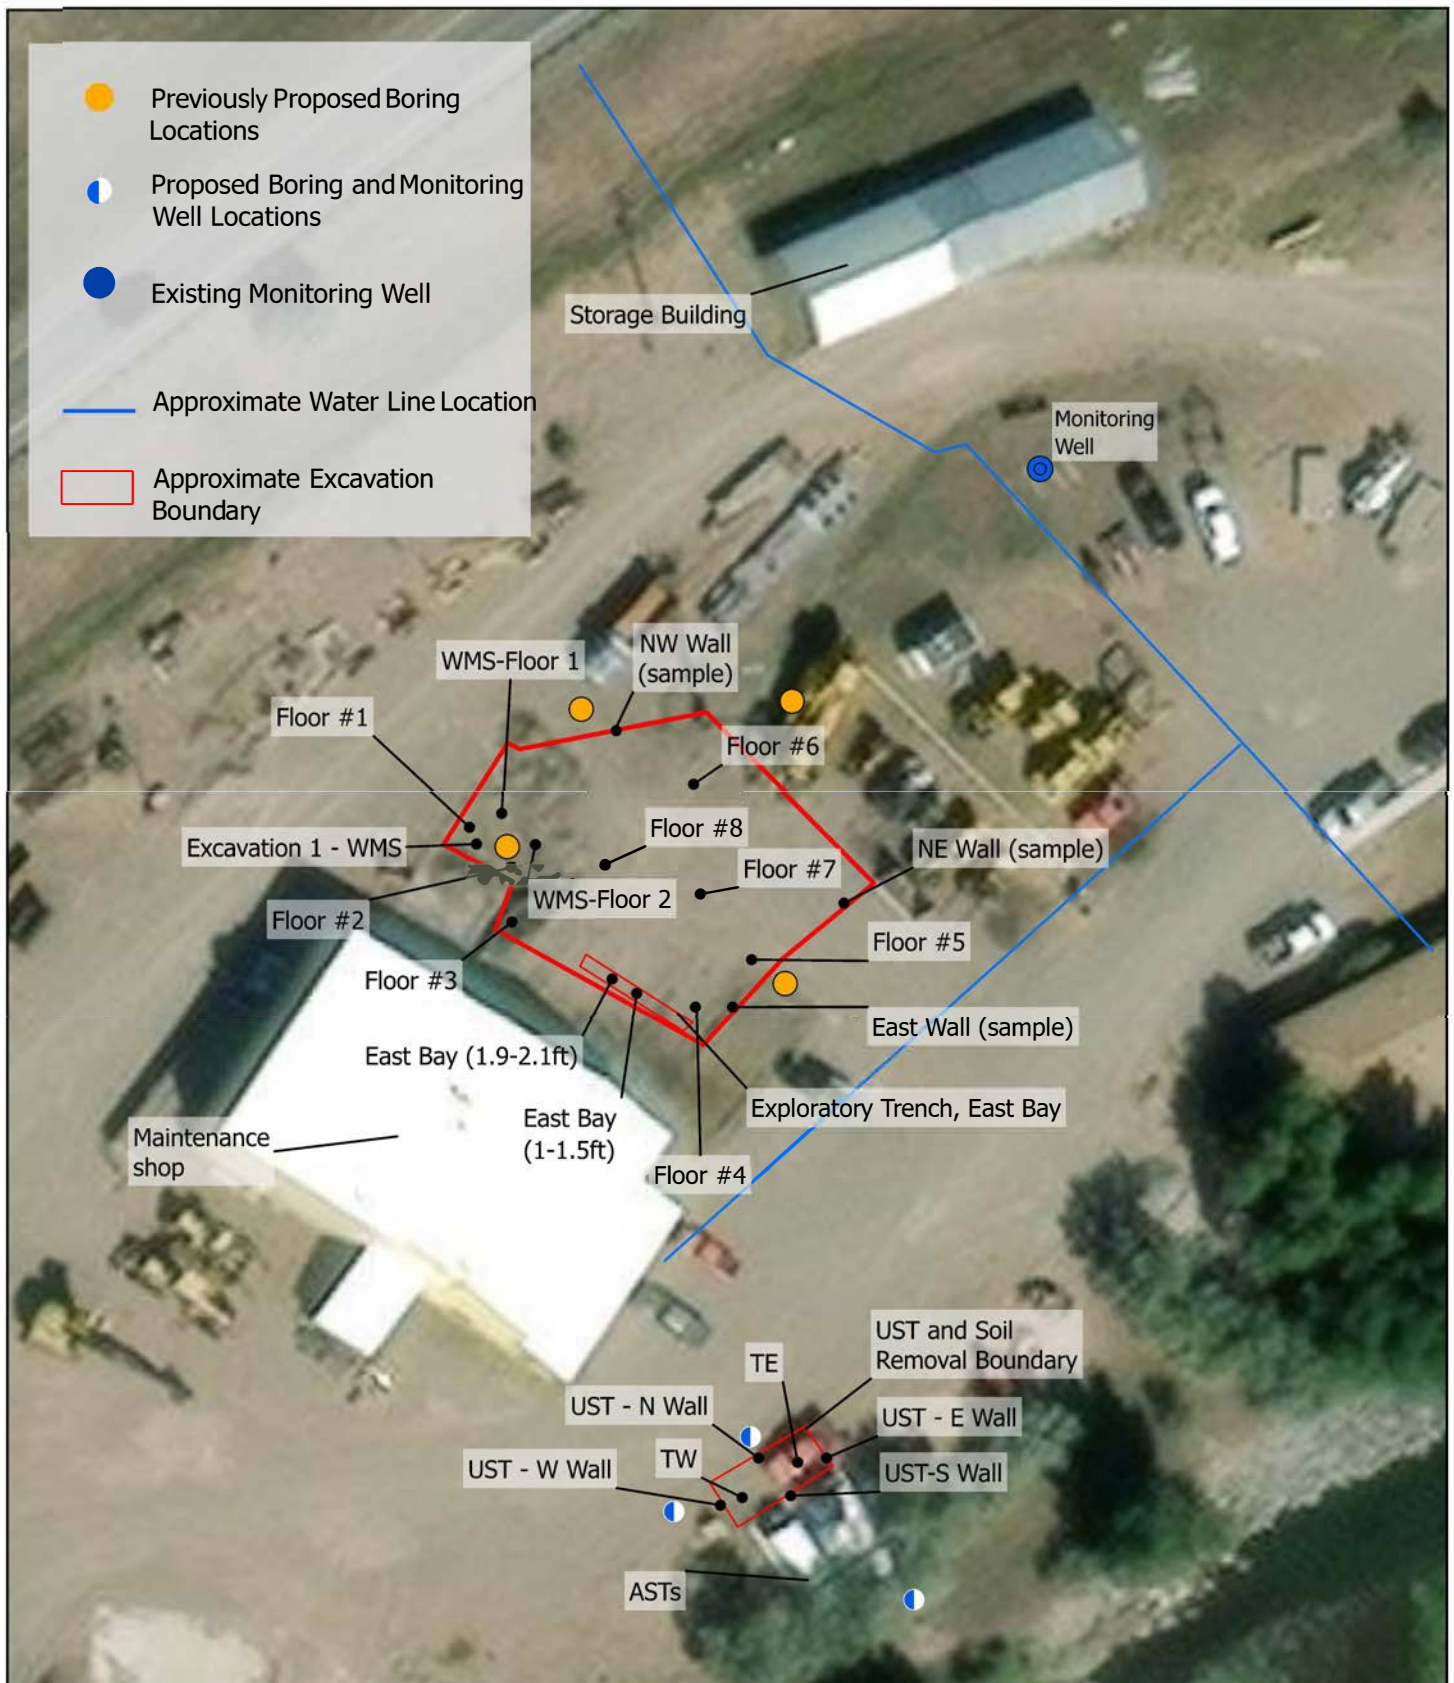 Previously Proposed Boring
Locations
Proposed Boring and Monitoring
Well Locations
Existing Monitoring Well
Approximate Water Line Location
Approximate Excavation
Boundary
Storage Building
Monitoring
Well
WMS-Floor 1
NW Wall
(sample)
Floor #1
Floor #6
Excavation 1 - WMS
Floor #8
Floor #7
NE Wall (sample)
WMS-Floor 2
Floor #2
Floor #5
Floor #3
East Wall (sample)
East Bay (1.9-2.1ft)
Exploratory Trench, East Bay
East Bay
(1-1.5ft)
Maintenance
shop
Floor #4
UST and Soil
Removal Boundary
TE
UST - N Wall
UST - E Wall
TW
UST - W Wall
UST-S Wall
ASTs